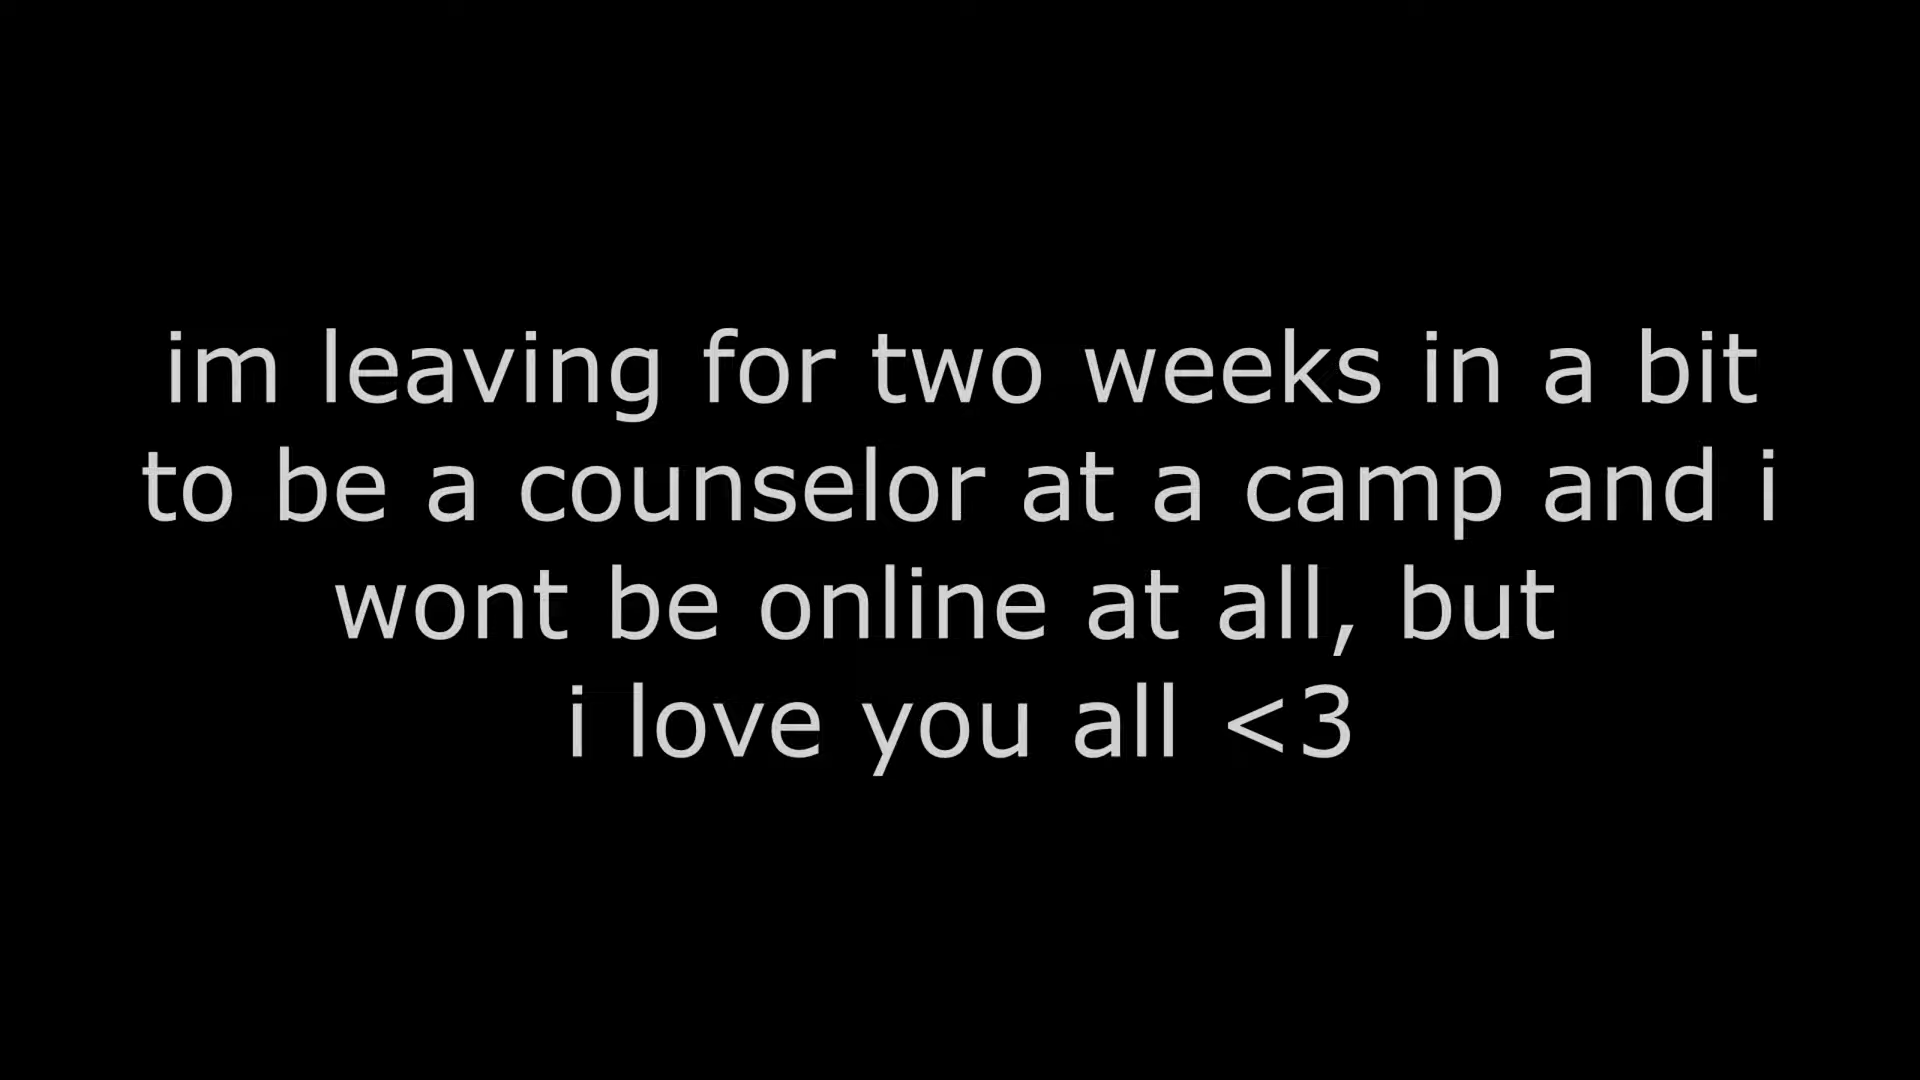 im leaving for two weeks in a bit
to be a counselor at a camp and i
wont be online at all, but
i love you all <3